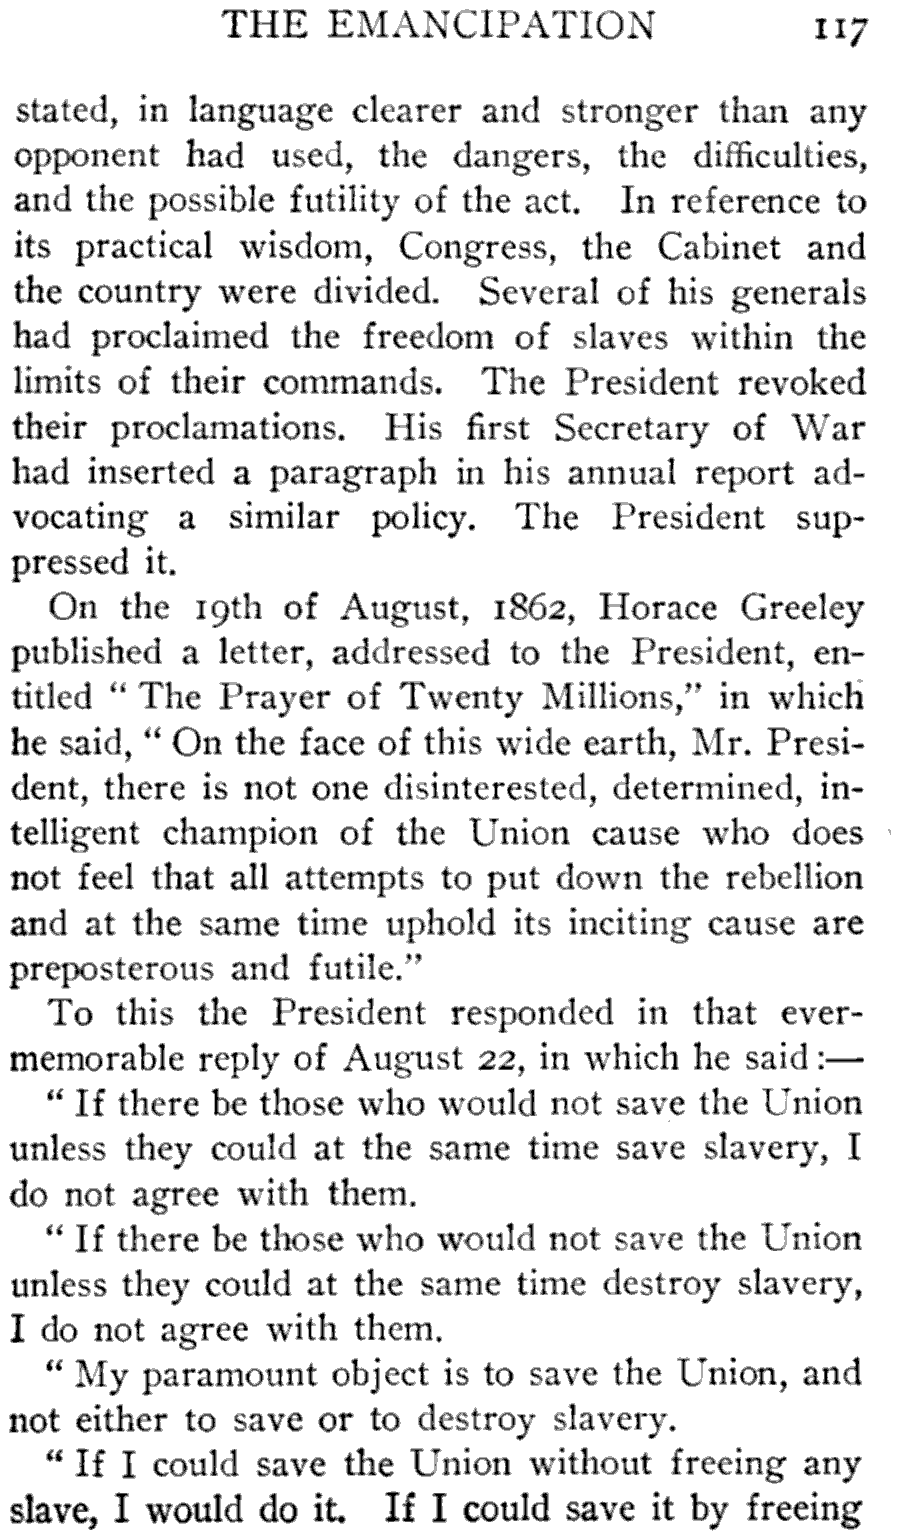 THE EMANCIPATION 117
stated, in language clearer and stronger than any
opponent had used, the dangers, the difficulties,
and the possible futility of the act. In reference to
its practical wisdom, Congress, the Cabinet and
the country were divided. Several of his generals
had proclaimed the freedom of slaves within the
limits of their commands. The President revoked
their proclamations. His first Secretary of War
had inserted a paragraph in his annual report ad-
vocating a similar policy. The President sup-
pressed it.
On the 19th of August, 1862, Horace Greeley
published a letter, addressed to the President, en-
titled “ The Prayer of Twenty Millions,” in which
he said, “ On the face of this wide earth, Mr. Presi-
dent, there is not one disinterested, determined, in-
telligent champion of the Union cause who does
not feel that all attempts to put down the rebellion
and at the same time uphold its inciting cause are
preposterous and futile.”
To this the President responded in that ever-
memorable reply of August 22, in which he said :—
“ If there be those who would not save the Union
unless they could at the same time save slavery, I
do not agree with them.
“ If there be those who would not save the Union
unless they could at the same time destroy slavery,
I do not agree with them.
“ My paramount object is to save the Union, and
not either to save or to destroy slavery.
“ If I could save the Union without freeing any
slave, I would do it. If I could save it by freeing